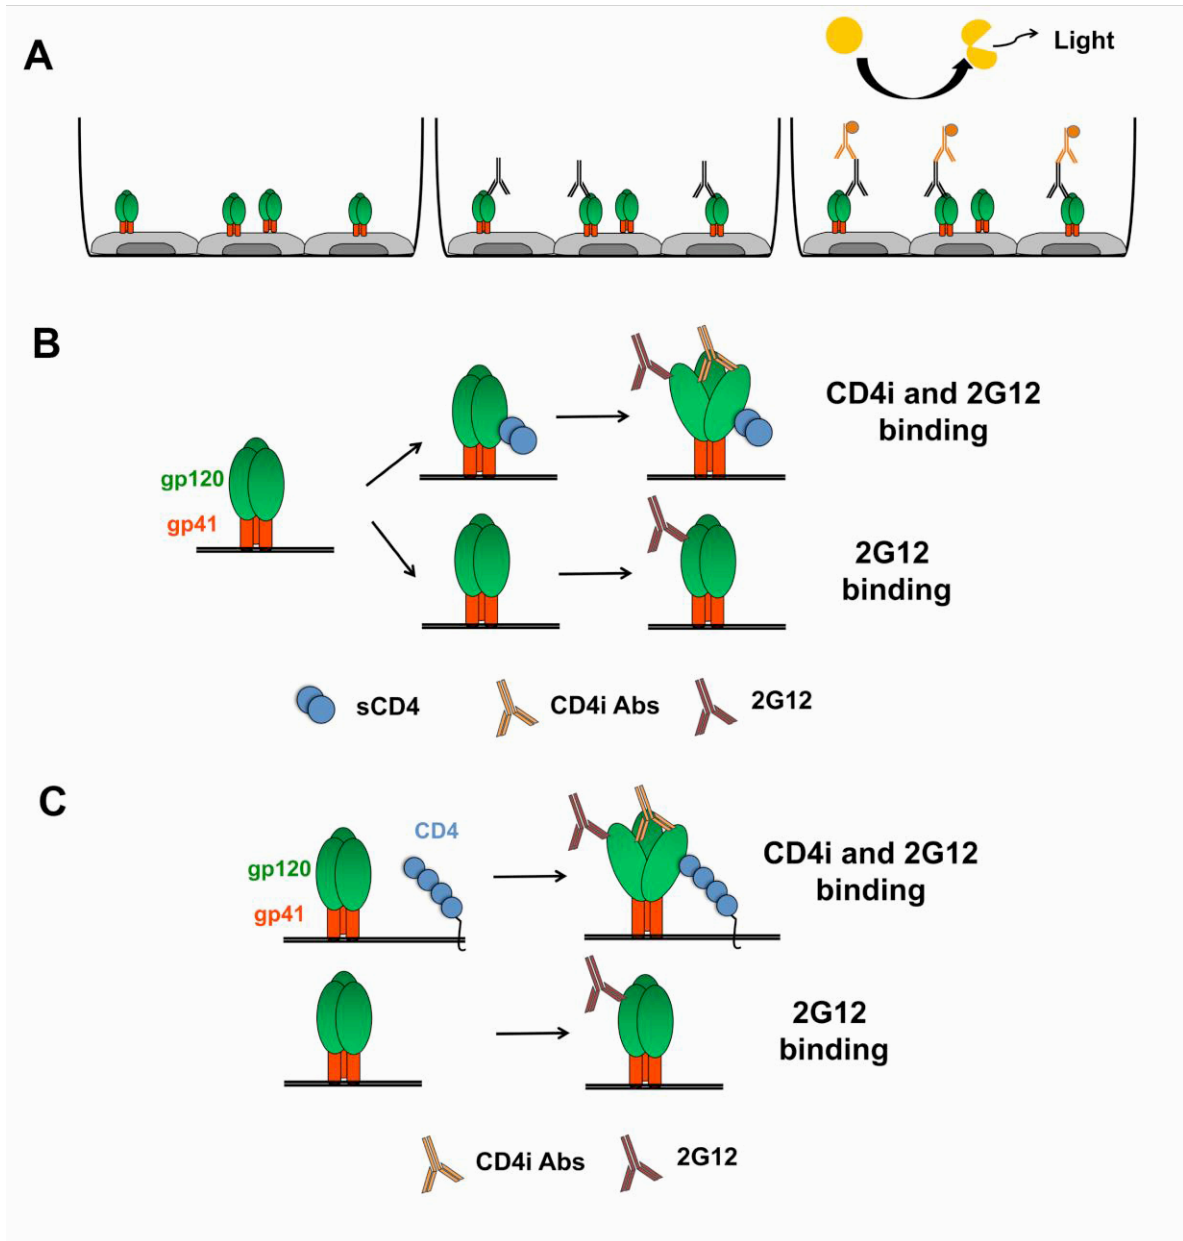 A
Light
B
CD4i and 2G12
binding
gp120
gp41
2G12
binding
sCD4
CD4i Abs
2G12
C
CD4
gp120
gp41
CD4i and 2G12
binding
2G12
binding
CD4i Abs
2G12